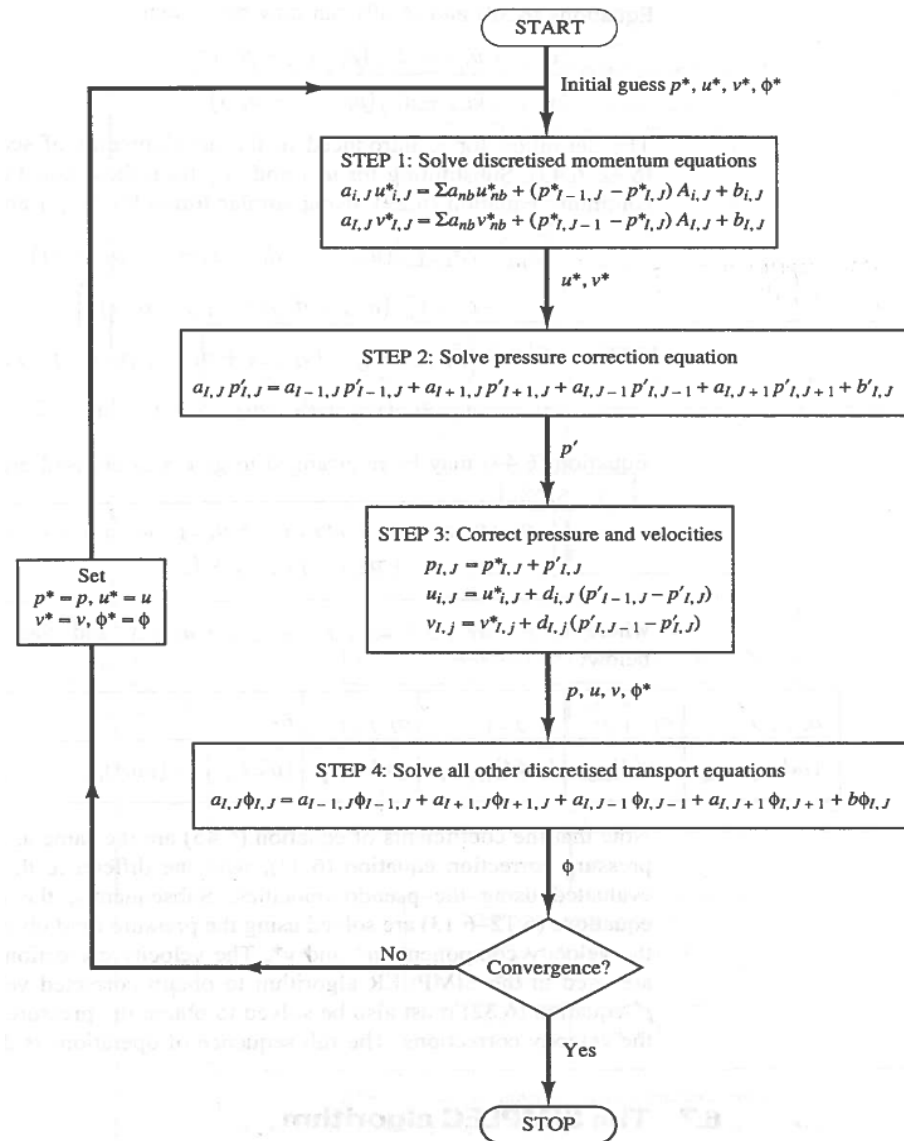 START
Initial guess p*, u*, v*, ϕ*
STEP 1: Solve discretised momentum equations
a_{i,J} u*_{i,J} = Σa_{nb}u*_{nb} + (p*_{I-1,J} − p*_{I,J}) A_{i,J} + b_{i,J}
a_{I,J} v*_{I,J} = Σa_{nb}v*_{nb} + (p*_{I,J-1} − p*_{I,J}) A_{I,J} + b_{I,J}
u*, v*
STEP 2: Solve pressure correction equation
a_{I,J} p'_{I,J} = a_{I-1,J} p'_{I-1,J} + a_{I+1,J} p'_{I+1,J} + a_{I,J-1} p'_{I,J-1} + a_{I,J+1} p'_{I,J+1} + b'_{I,J}
p'
STEP 3: Correct pressure and velocities
p_{I,J} = p*_{I,J} + p'_{I,J}
u_{i,J} = u*_{i,J} + d_{i,J} (p'_{I-1,J} − p'_{I,J})
v_{I,j} = v*_{I,j} + d_{I,j} (p'_{I,J-1} − p'_{I,J})
Set
p* = p, u* = u
v* = v, ϕ* = ϕ
p, u, v, ϕ*
STEP 4: Solve all other discretised transport equations
a_{I,J} ϕ_{I,J} = a_{I-1,J} ϕ_{I-1,J} + a_{I+1,J} ϕ_{I+1,J} + a_{I,J-1} ϕ_{I,J-1} + a_{I,J+1} ϕ_{I,J+1} + bϕ_{I,J}
ϕ
No
Convergence?
Yes
STOP